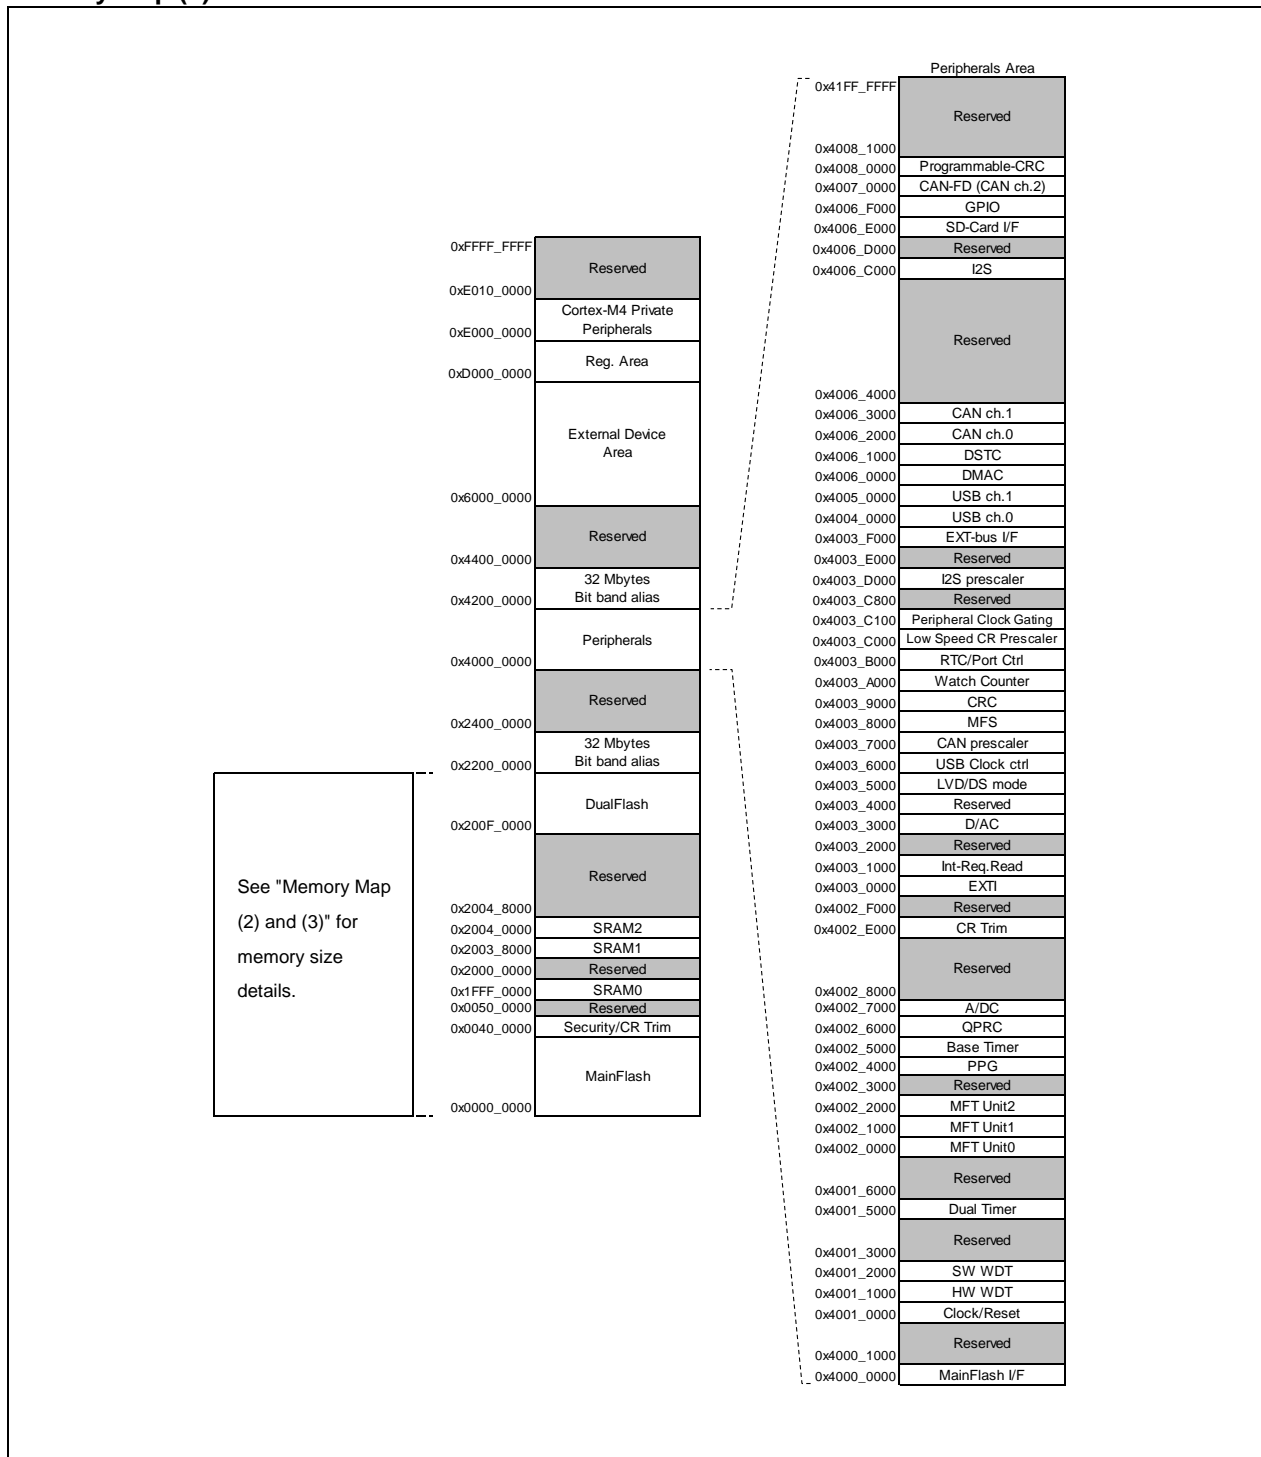 Peripherals Area
0x41FF_FFFF
Reserved
0x4008_1000
0x4008_0000 Programmable-CRC
0x4007_0000 CAN-FD (CAN ch.2)
0x4006_F000 GPIO
0x4006_E000 SD-Card I/F
0x4006_D000 Reserved
0x4006_C000 I2S
Reserved
0x4006_4000
0x4006_3000 CAN ch.1
0x4006_2000 CAN ch.0
0x4006_1000 DSTC
0x4006_0000 DMAC
0x4005_0000 USB ch.1
0x4004_0000 USB ch.0
0x4003_F000 EXT-bus I/F
0x4003_E000 Reserved
0x4003_D000 I2S prescaler
0x4003_C800 Reserved
0x4003_C100 Peripheral Clock Gating
0x4003_C000 Low Speed CR Prescaler
0x4003_B000 RTC/Port Ctrl
0x4003_A000 Watch Counter
0x4003_9000 CRC
0x4003_8000 MFS
0x4003_7000 CAN prescaler
0x4003_6000 USB Clock ctrl
0x4003_5000 LVD/DS mode
0x4003_4000 Reserved
0x4003_3000 D/AC
0x4003_2000 Reserved
0x4003_1000 Int-Req.Read
0x4003_0000 EXTI
0x4002_F000 Reserved
0x4002_E000 CR Trim
Reserved
0x4002_8000
0x4002_7000 A/DC
0x4002_6000 QPRC
0x4002_5000 Base Timer
0x4002_4000 PPG
0x4002_3000 Reserved
0x4002_2000 MFT Unit2
0x4002_1000 MFT Unit1
0x4002_0000 MFT Unit0
Reserved
0x4001_6000
0x4001_5000 Dual Timer
Reserved
0x4001_3000
0x4001_2000 SW WDT
0x4001_1000 HW WDT
0x4001_0000 Clock/Reset
Reserved
0x4000_1000
0x4000_0000 MainFlash I/F
0xFFFF_FFFF
Reserved
0xE010_0000
Cortex-M4 Private
Peripherals
0xE000_0000
Reg. Area
0xD000_0000
External Device
Area
0x6000_0000
Reserved
0x4400_0000
32 Mbytes
Bit band alias
0x4200_0000
Peripherals
0x4000_0000
Reserved
0x2400_0000
32 Mbytes
Bit band alias
0x2200_0000
DualFlash
0x200F_0000
Reserved
0x2004_8000
0x2004_0000 SRAM2
0x2003_8000 SRAM1
0x2000_0000 Reserved
0x1FFF_0000 SRAM0
0x0050_0000 Reserved
0x0040_0000 Security/CR Trim
MainFlash
0x0000_0000
See "Memory Map
(2) and (3)" for
memory size
details.